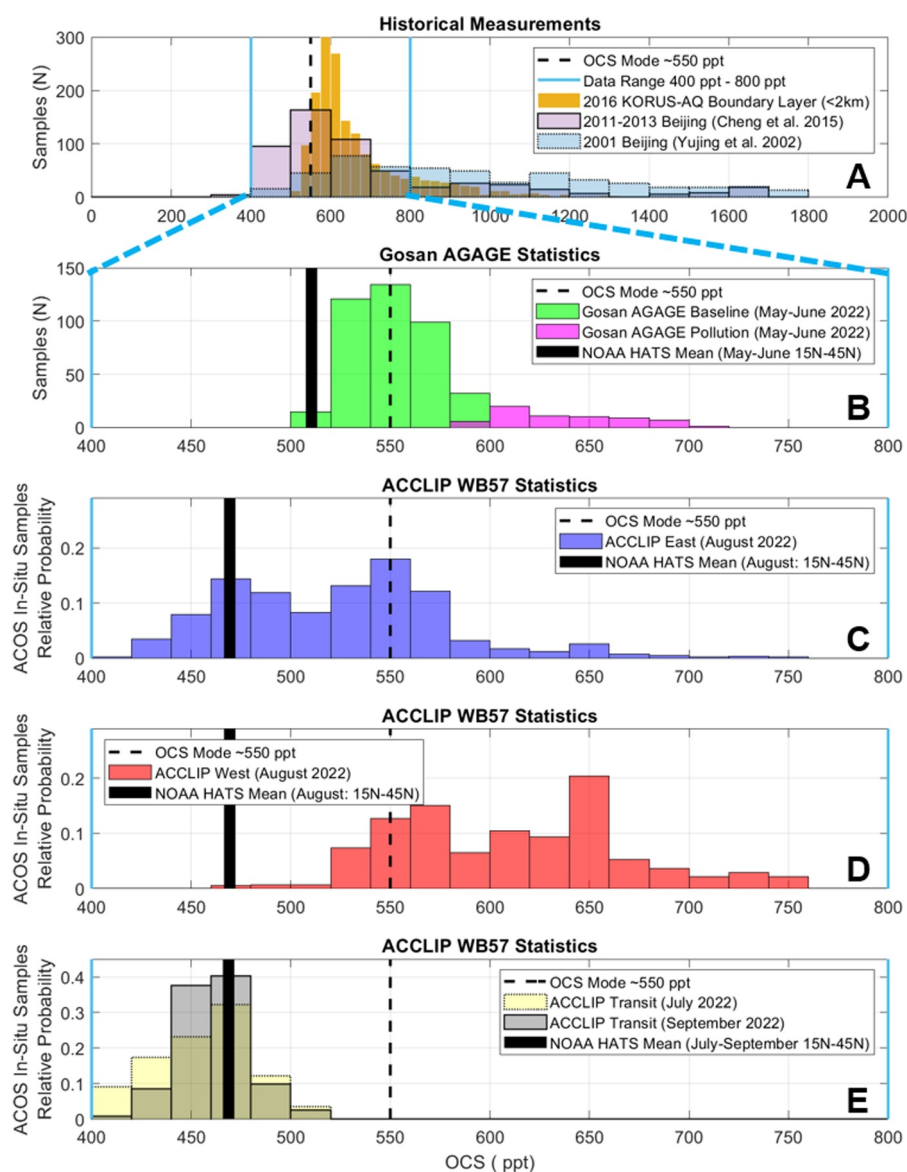 Historical Measurements
300
200
100
0
Samples (N)
OCS Mode ~550 ppt
Data Range 400 ppt - 800 ppt
2016 KORUS-AQ Boundary Layer (<2km)
2011-2013 Beijing (Cheng et al. 2015)
2001 Beijing (Yujing et al. 2002)
A
0 200 400 600 800 1000 1200 1400 1600 1800 2000
Gosan AGAGE Statistics
150
100
50
0
Samples (N)
OCS Mode ~550 ppt
Gosan AGAGE Baseline (May-June 2022)
Gosan AGAGE Pollution (May-June 2022)
NOAA HATS Mean (May-June 15N-45N)
B
400 450 500 550 600 650 700 750 800
ACCLIP WB57 Statistics
ACOS In-Situ Samples
Relative Probability
0.2
0.1
0
OCS Mode ~550 ppt
ACCLIP East (August 2022)
NOAA HATS Mean (August: 15N-45N)
C
400 450 500 550 600 650 700 750 800
ACCLIP WB57 Statistics
ACOS In-Situ Samples
Relative Probability
0.2
0.1
0
OCS Mode ~550 ppt
ACCLIP West (August 2022)
NOAA HATS Mean (August: 15N-45N)
D
400 450 500 550 600 650 700 750 800
ACCLIP WB57 Statistics
ACOS In-Situ Samples
Relative Probability
0.4
0.3
0.2
0.1
0
OCS Mode ~550 ppt
ACCLIP Transit (July 2022)
ACCLIP Transit (September 2022)
NOAA HATS Mean (July-September 15N-45N)
E
400 450 500 550 600 650 700 750 800
OCS ( ppt)